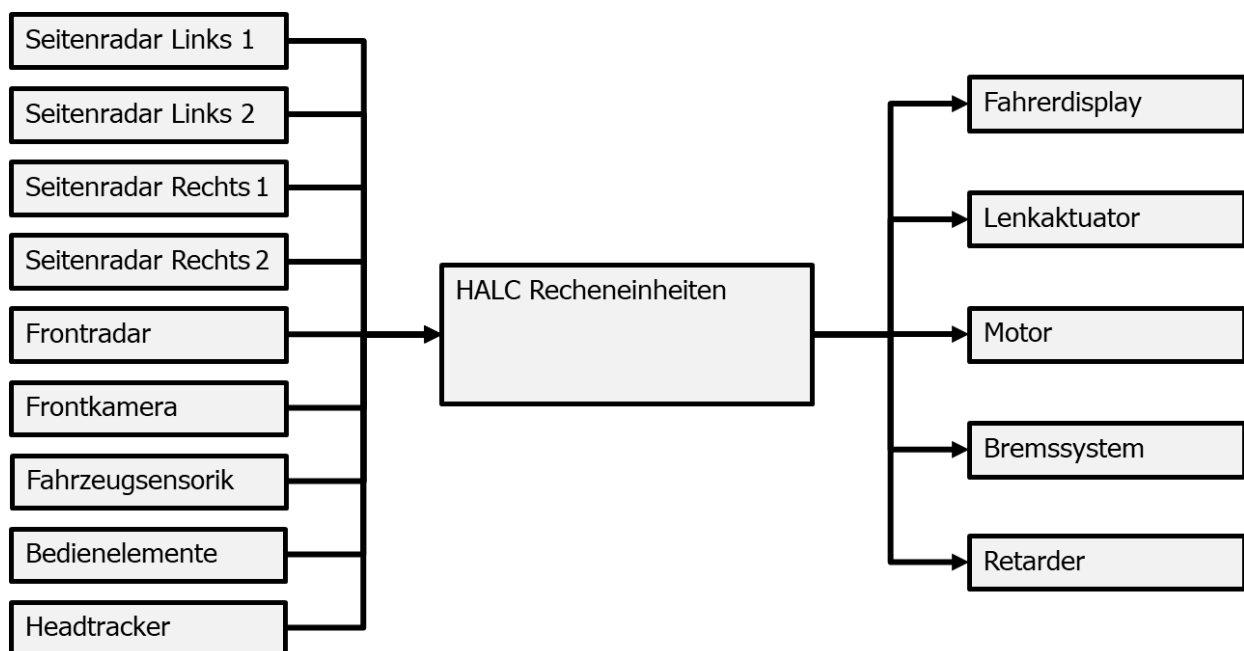 Seitenradar Links 1
Seitenradar Links 2
Seitenradar Rechts 1
Seitenradar Rechts 2
Frontradar
Frontkamera
Fahrzeugsensorik
Bedienelemente
Headtracker
HALC Recheneinheiten
Fahrerdisplay
Lenkaktuator
Motor
Bremssystem
Retarder